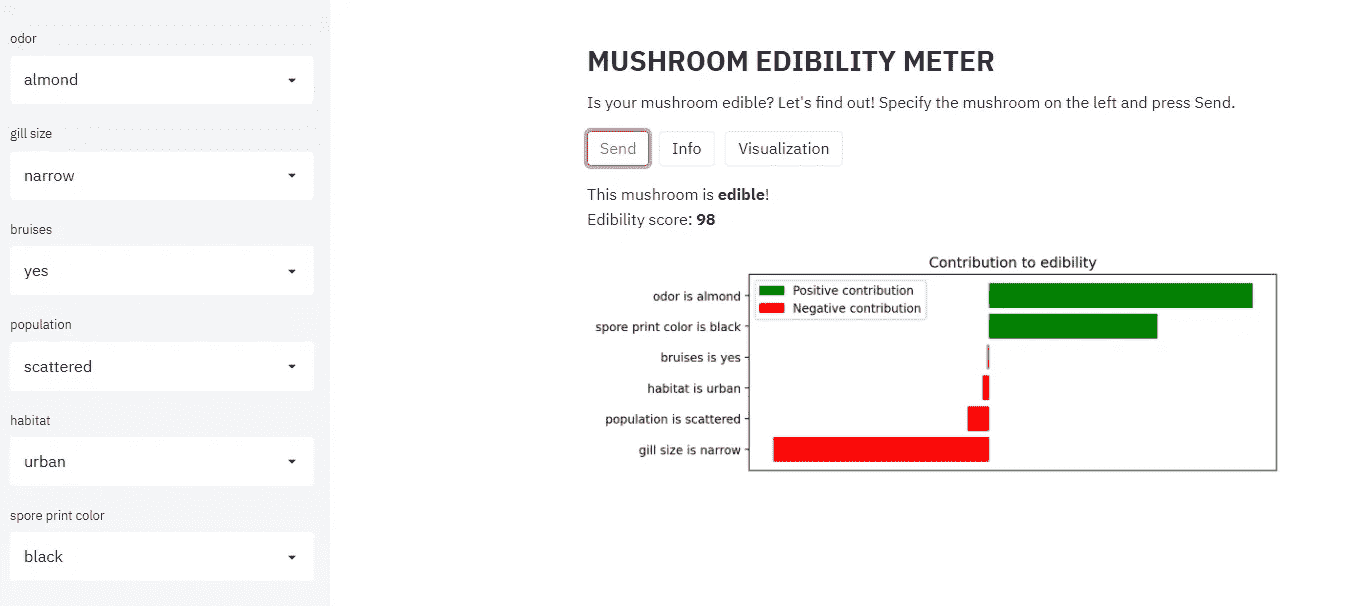 odor
almond
gill size
narrow
bruises
yes
population
scattered
habitat
urban
spore print color
black
MUSHROOM EDIBILITY METER
Is your mushroom edible? Let's find out! Specify the mushroom on the left and press Send.
Send Info Visualization
This mushroom is edible!
Edibility score: 98
Contribution to edibility
Positive contribution
Negative contribution
odor is almond
spore print color is black
bruises is yes
habitat is urban
population is scattered
gill size is narrow